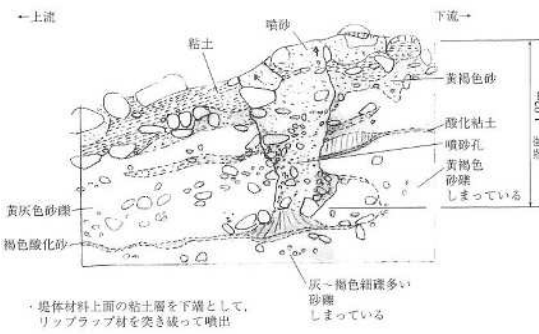 ←上流
下流→
噴砂
粘土
黄褐色砂
酸化粘土
噴砂孔
黄褐色
砂礫
しまっている
黄灰色砂礫
褐色酸化砂
灰～褐色細礫多い
砂礫
しまっている
・堤体材料上面の粘土層を下端として，
リップラップ材を突き破って噴出